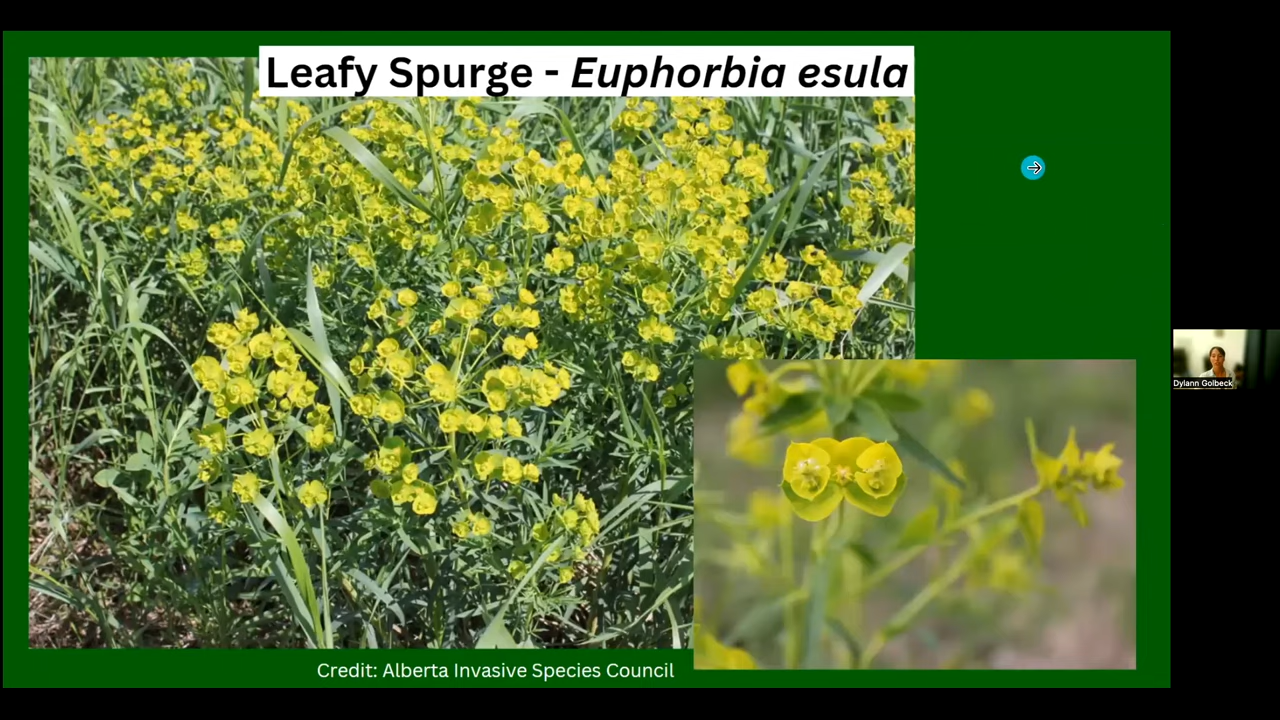 Leafy Spurge - Euphorbia esula
Dylann Golbeck
Credit: Alberta Invasive Species Council